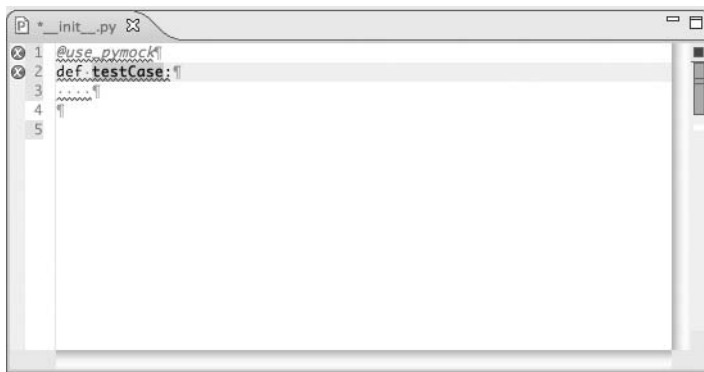 *__init__.py
1 @use_pymock¶
2 def·testCase:¶
3 ····¶
4 ¶
5